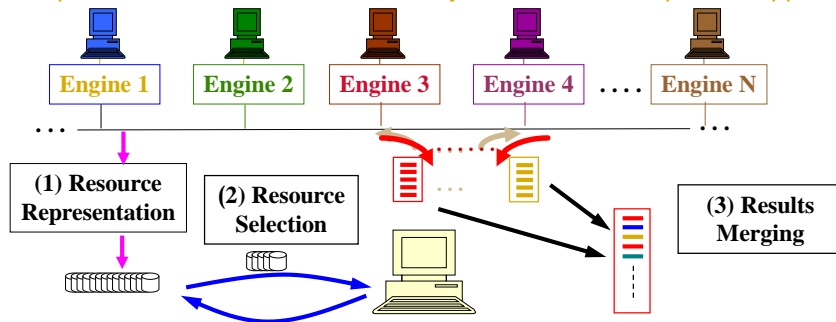 Engine 1 Engine 2 Engine 3 Engine 4 .... Engine N
... ...
(1) Resource
Representation
(2) Resource
Selection
...
(3) Results
Merging